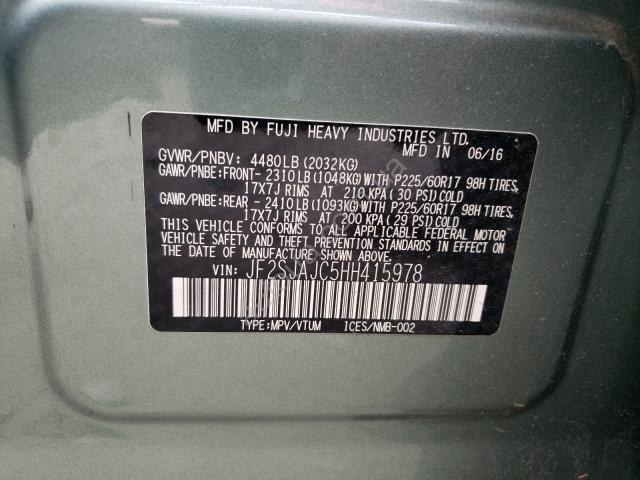 MFD BY FUJI HEAVY INDUSTRIES LTD.
MFD IN 06/16
GVWR/PNBV: 4480LB(2032KG)
GAWR/PNBE:FRONT- 2310LB(1048KG)WITH P225/60R17 98H TIRES,
17X7J RIMS AT 210 KPA(30 PSI)COLD
GAWR/PNBE:REAR - 2410LB(1093KG)WITH P225/60R17 98H TIRES,
17X7J RIMS AT 200 KPA(29 PSI)COLD
THIS VEHICLE CONFORMS TO ALL APPLICABLE FEDERAL MOTOR
VEHICLE SAFETY AND THEFT PREVENTION STANDARDS IN EFFECT ON
THE DATE OF MANUFACTURE SHOWN ABOVE.
VIN: JF2SJAJC5HH415978
TYPE:MPV/VTUM ICES/NMB-002